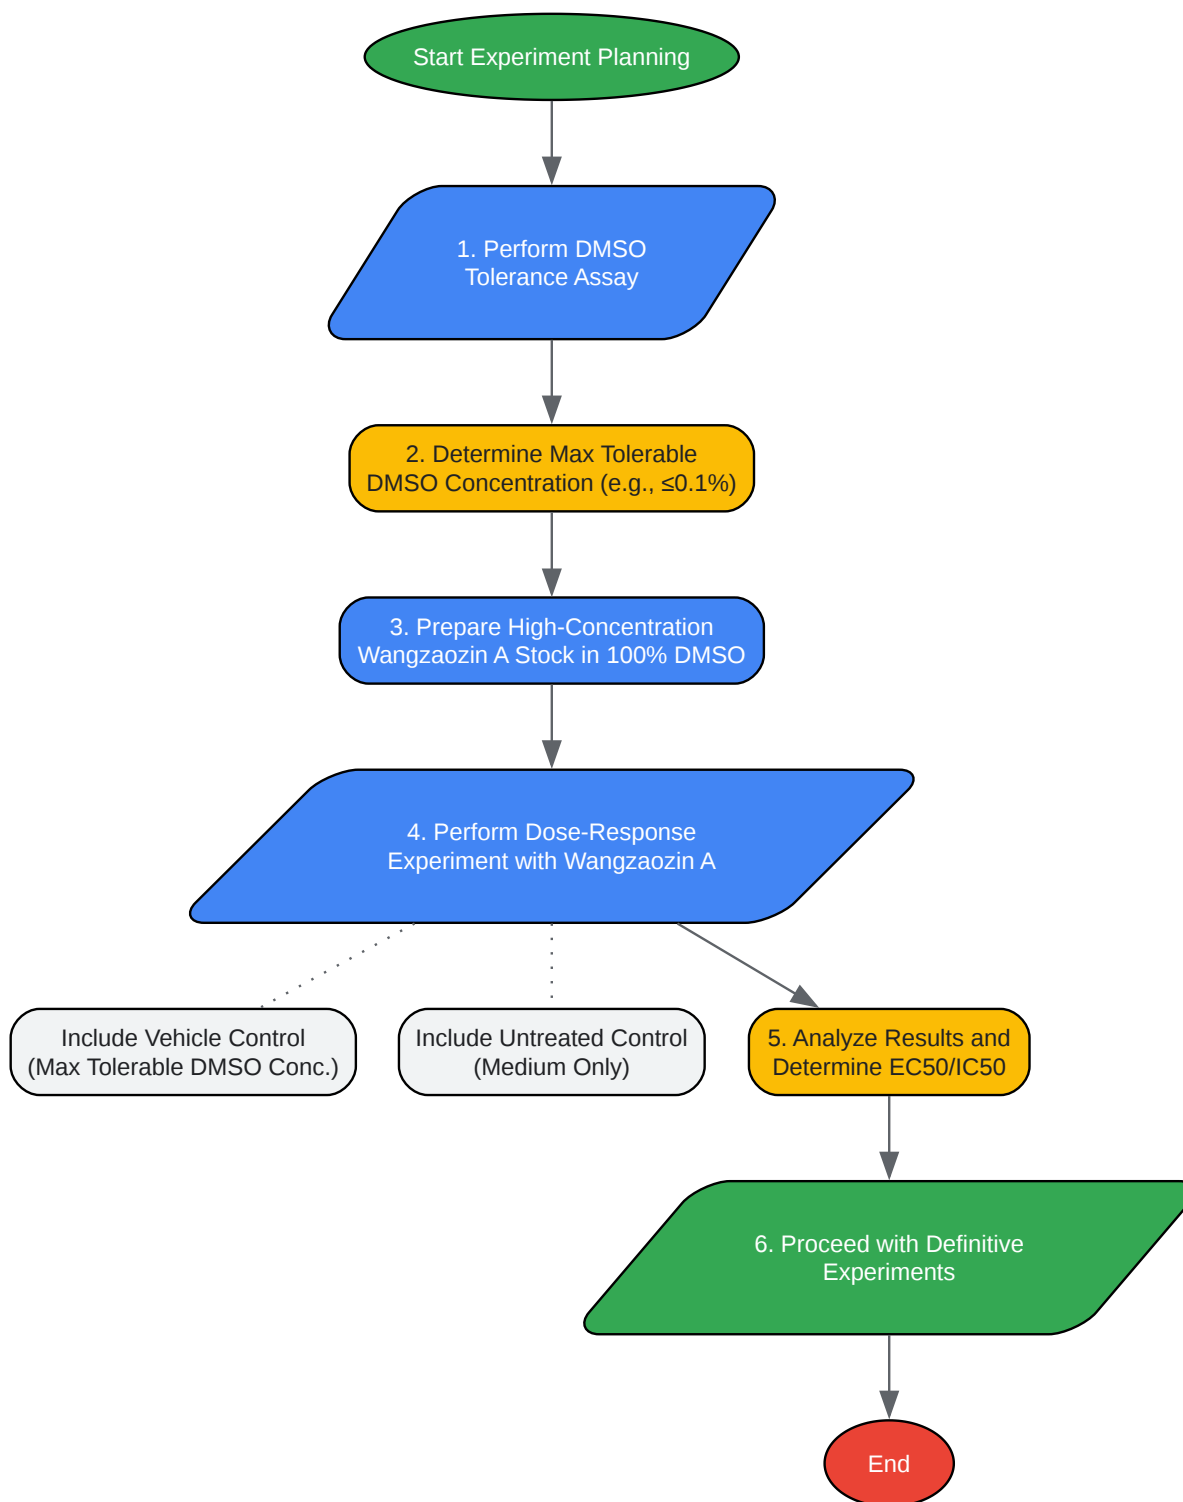 Start Experiment Planning
1. Perform DMSO
Tolerance Assay
2. Determine Max Tolerable
DMSO Concentration (e.g., ≤0.1%)
3. Prepare High-Concentration
Wangzaozin A Stock in 100% DMSO
4. Perform Dose-Response
Experiment with Wangzaozin A
Include Vehicle Control
(Max Tolerable DMSO Conc.)
Include Untreated Control
(Medium Only)
5. Analyze Results and
Determine EC50/IC50
6. Proceed with Definitive
Experiments
End